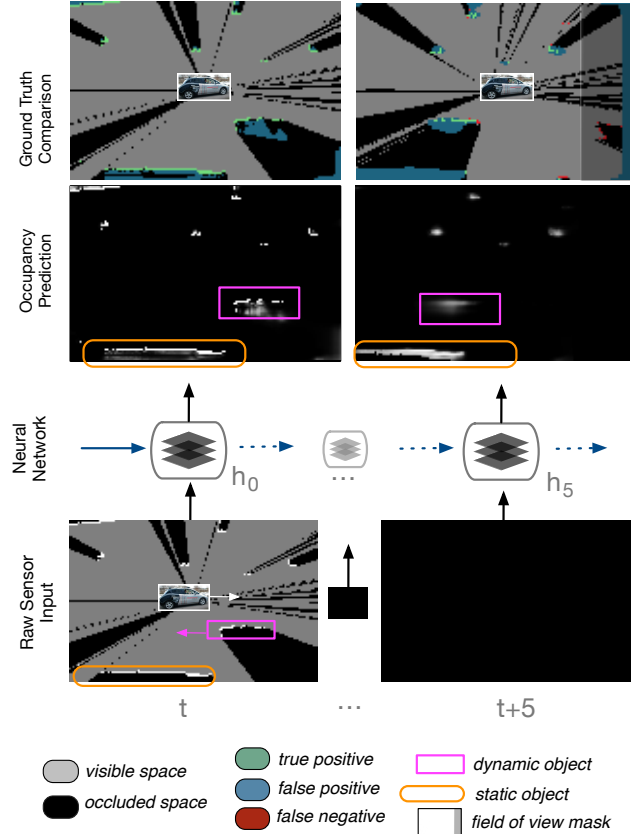 Ground Truth
Comparison
Occupancy
Prediction
Neural
Network
h0
...
h5
Raw Sensor
Input
t
...
t+5
visible space
occluded space
true positive
false positive
false negative
dynamic object
static object
field of view mask